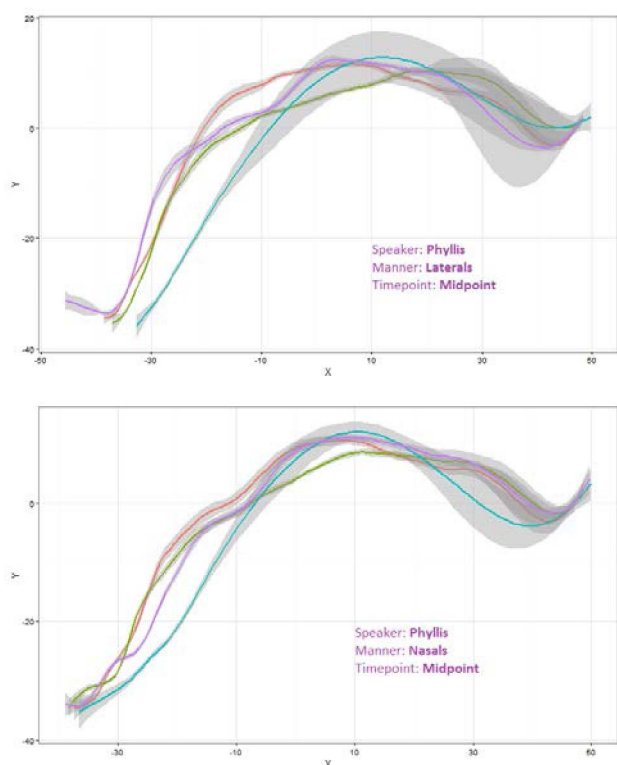 20
0
Y
-20
-40
Speaker: Phyllis
Manner: Laterals
Timepoint: Midpoint
-50 -30 -10 10 30 50
X
0
Y
-20
-40
Speaker: Phyllis
Manner: Nasals
Timepoint: Midpoint
-30 -10 10 30 50